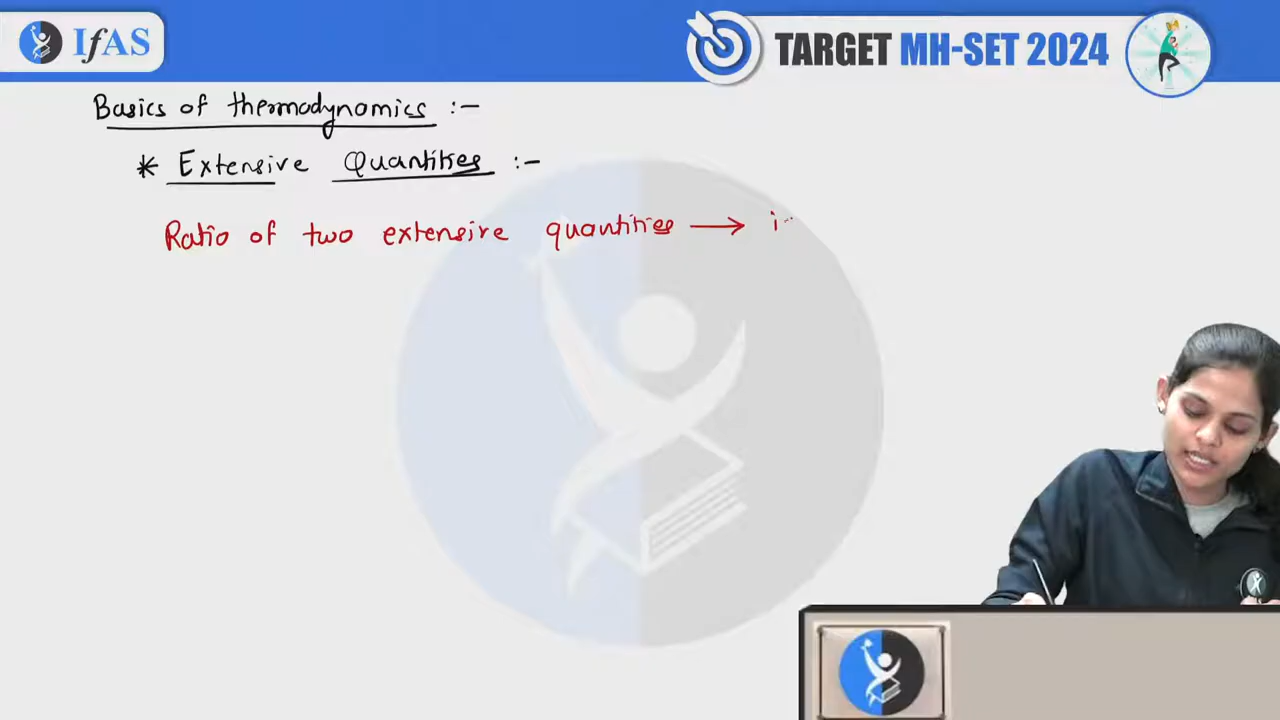 IfAS
TARGET MH-SET 2024
Basics of thermodynamics :-
* Extensive Quantities :-
Ratio of two extensive quantities → i